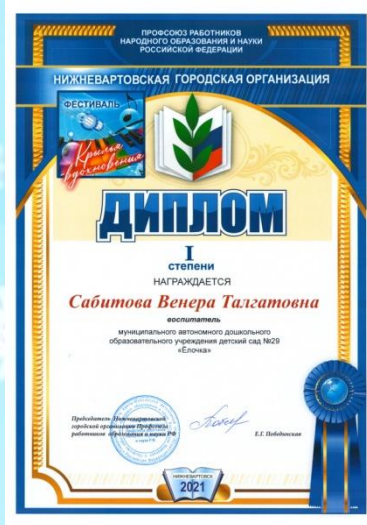 ПРОФСОЮЗ РАБОТНИКОВ
НАРОДНОГО ОБРАЗОВАНИЯ И НАУКИ
РОССИЙСКОЙ ФЕДЕРАЦИИ
НИЖНЕВАРТОВСКАЯ ГОРОДСКАЯ ОРГАНИЗАЦИЯ
ФЕСТИВАЛЬ
Крылья
вдохновения
ДИПЛОМ
I
степени
НАГРАЖДАЕТСЯ
Сабитова Венера Талгатовна
воспитатель
муниципального автономного дошкольного
образовательного учреждения детский сад №29
«Ёлочка»
Председатель Нижневартовской
городской организации Профсоюза
работников образования и науки РФ
Е.Г. Побединская
НИЖНЕВАРТОВСК
2021